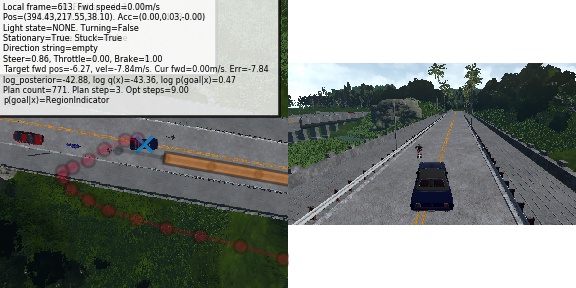 Local frame=613. Fwd speed=0.00m/s
Pos=(394.43,217.55,38.10). Acc=(0.00,0.03;-0.00)
Light state=NONE. Turning=False
Stationary=True. Stuck=True
Direction string=empty
Steer=0.86, Throttle=0.00, Brake=1.00
Target fwd pos=-6.27, vel=-7.84m/s. Cur fwd=0.00m/s. Err=-7.84
log_posterior=-42.88, log q(x)=-43.36, log p(goal|x)=0.47
Plan count=771. Plan step=3. Opt steps=9.00
p(goal|x)=RegionIndicator